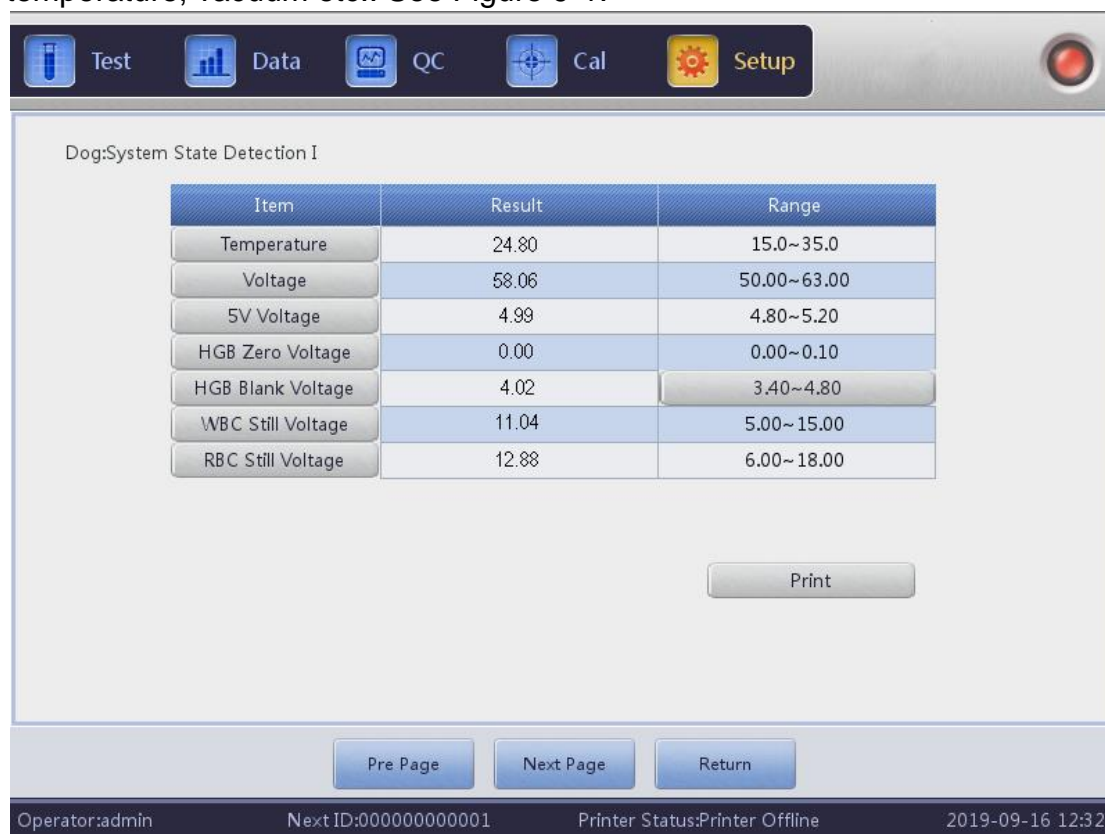 temperature, vacuum etc.. See Figure
Test Data QC Cal Setup
Dog:System State Detection I
Item Result Range
Temperature 24.80 15.0~35.0
Voltage 58.06 50.00~63.00
5V Voltage 4.99 4.80~5.20
HGB Zero Voltage 0.00 0.00~0.10
HGB Blank Voltage 4.02 3.40~4.80
WBC Still Voltage 11.04 5.00~15.00
RBC Still Voltage 12.88 6.00~18.00
Print
Pre Page Next Page Return
Operator:admin Next ID:000000000001 Printer Status:Printer Offline 2019-09-16 12:32